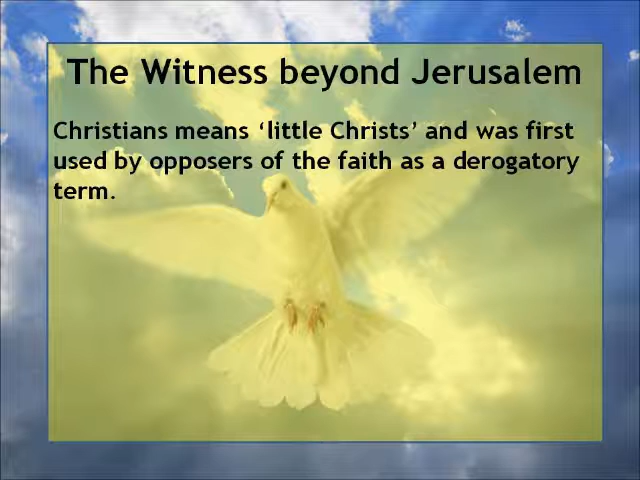 The Witness beyond Jerusalem
Christians means ‘little Christs’ and was first
used by opposers of the faith as a derogatory
term.